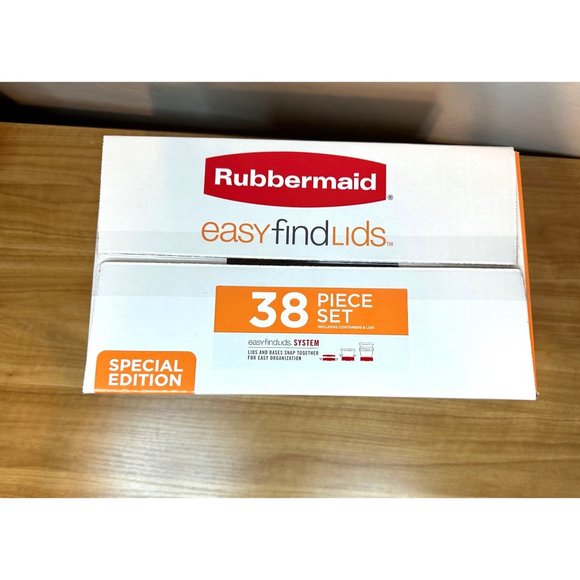 Rubbermaid®
easyfindLids™
38 PIECE
SET
INCLUDING CONTAINERS & LIDS
easyfindLids. SYSTEM
LIDS AND BASES SNAP TOGETHER
FOR EASY ORGANIZATION
SPECIAL
EDITION